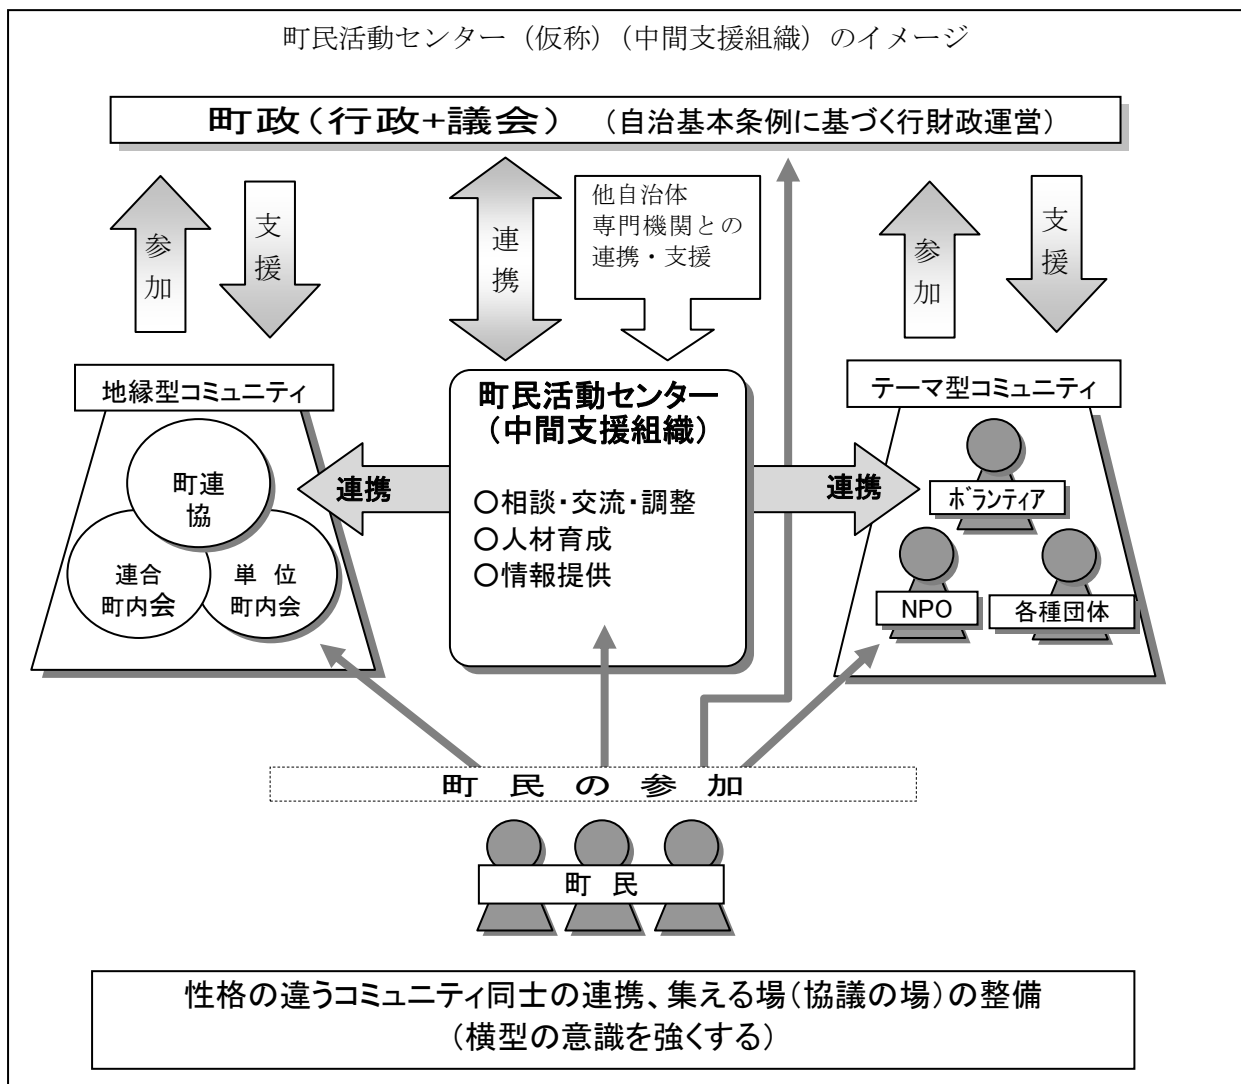 町民活動センター（仮称）（中間支援組織）のイメージ
町政（行政+議会） （自治基本条例に基づく行財政運営）
参加
支援
連携
他自治体
専門機関との
連携・支援
参加
支援
地縁型コミュニティ
町連
協
連合
町内会
単 位
町内会
連携
町民活動センター
（中間支援組織）
○相談・交流・調整
○人材育成
○情報提供
連携
テーマ型コミュニティ
ﾎﾞランティア
NPO
各種団体
町 民 の 参 加
町 民
性格の違うコミュニティ同士の連携、集える場（協議の場）の整備
（横型の意識を強くする）